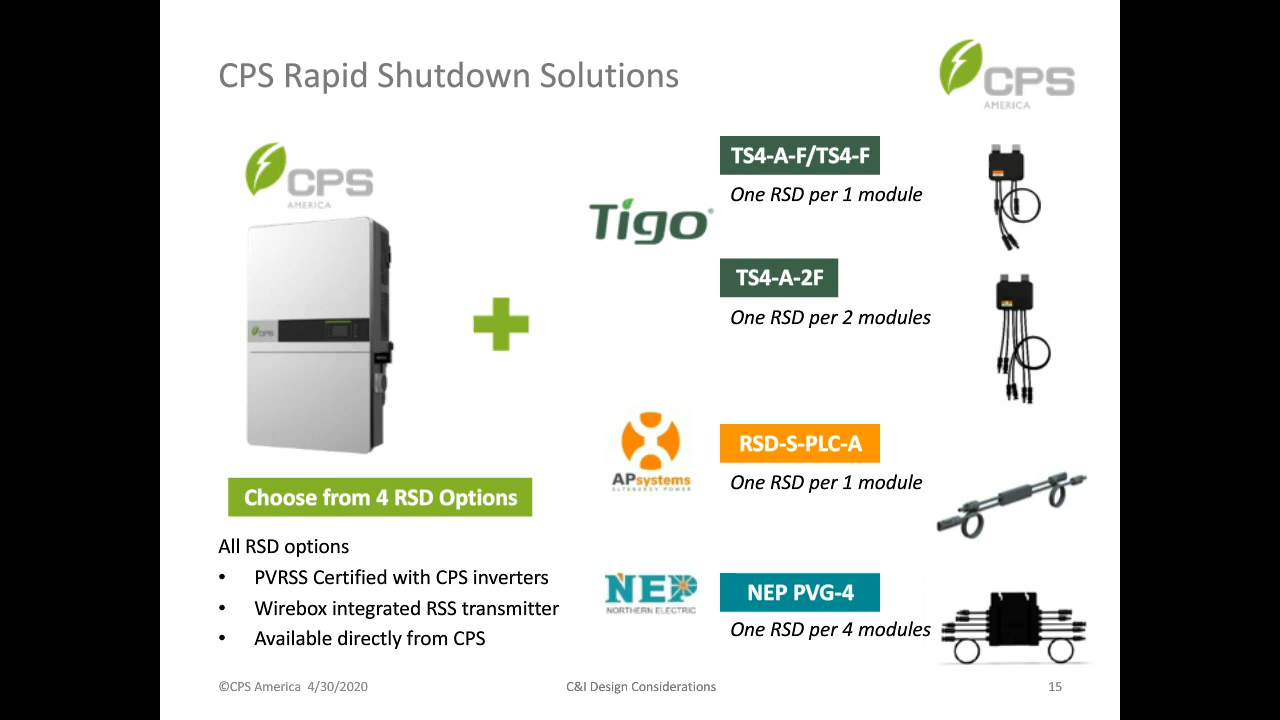 CPS Rapid Shutdown Solutions
CPS
AMERICA
CPS
AMERICA
CPS
Choose from 4 RSD Options
All RSD options
• PVRSS Certified with CPS inverters
• Wirebox integrated RSS transmitter
• Available directly from CPS
Tigo®
TS4-A-F/TS4-F
One RSD per 1 module
TS4-A-2F
One RSD per 2 modules
APsystems
ALTENERGY POWER
RSD-S-PLC-A
One RSD per 1 module
NEP
NORTHERN ELECTRIC
NEP PVG-4
One RSD per 4 modules
©CPS America 4/30/2020
C&I Design Considerations
15